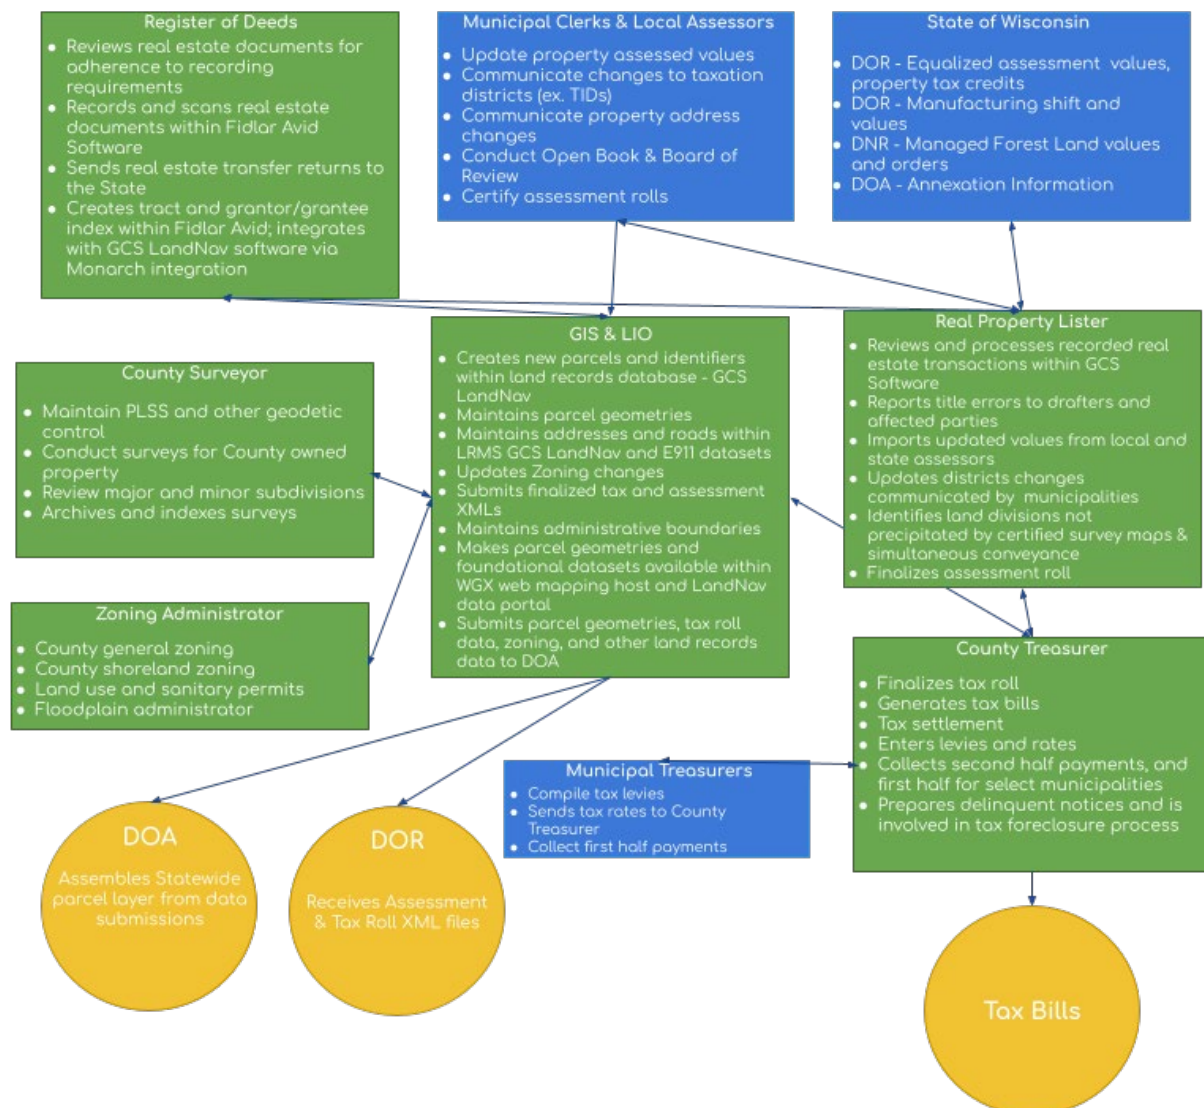 Register of Deeds
● Reviews real estate documents for
adherence to recording
requirements
● Records and scans real estate
documents within Fidlar Avid
Software
● Sends real estate transfer returns to
the State
● Creates tract and grantor/grantee
index within Fidlar Avid; integrates
with GCS LandNav software via
Monarch integration
Municipal Clerks & Local Assessors
● Update property assessed values
● Communicate changes to taxation
districts (ex. TIDs)
● Communicate property address
changes
● Conduct Open Book & Board of
Review
● Certify assessment rolls
State of Wisconsin
● DOR - Equalized assessment values,
property tax credits
● DOR - Manufacturing shift and
values
● DNR - Managed Forest Land values
and orders
● DOA - Annexation Information
County Surveyor
● Maintain PLSS and other geodetic
control
● Conduct surveys for County owned
property
● Review major and minor subdivisions
● Archives and indexes surveys
GIS & LIO
● Creates new parcels and identifiers
within land records database - GCS
LandNav
● Maintains parcel geometries
● Maintains addresses and roads within
LRMS GCS LandNav and E911 datasets
● Updates Zoning changes
● Submits finalized tax and assessment
XMLs
● Maintains administrative boundaries
● Makes parcel geometries and
foundational datasets available within
WGX web mapping host and LandNav
data portal
● Submits parcel geometries, tax roll
data, zoning, and other land records
data to DOA
Real Property Lister
● Reviews and processes recorded real
estate transactions within GCS
Software
● Reports title errors to drafters and
affected parties
● Imports updated values from local and
state assessors
● Updates districts changes
communicated by municipalities
● Identifies land divisions not
precipitated by certified survey maps &
simultaneous conveyance
● Finalizes assessment roll
Zoning Administrator
● County general zoning
● County shoreland zoning
● Land use and sanitary permits
● Floodplain administrator
County Treasurer
● Finalizes tax roll
● Generates tax bills
● Tax settlement
● Enters levies and rates
● Collects second half payments, and
first half for select municipalities
● Prepares delinquent notices and is
involved in tax foreclosure process
Municipal Treasurers
● Compile tax levies
● Sends tax rates to County
Treasurer
● Collect first half payments
DOA
Assembles Statewide
parcel layer from data
submissions
DOR
Receives Assessment
& Tax Roll XML files
Tax Bills